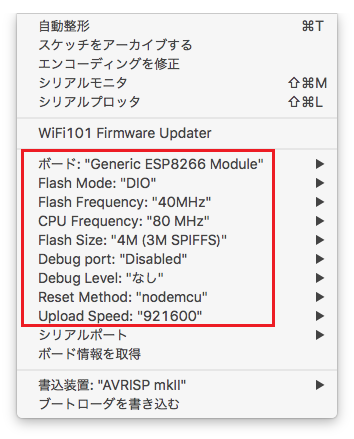 自動整形 ⌘T
スケッチをアーカイブする
エンコーディングを修正
シリアルモニタ ⇧⌘M
シリアルプロッタ ⇧⌘L
WiFi101 Firmware Updater
ボード: "Generic ESP8266 Module"
Flash Mode: "DIO"
Flash Frequency: "40MHz"
CPU Frequency: "80 MHz"
Flash Size: "4M (3M SPIFFS)"
Debug port: "Disabled"
Debug Level: "なし"
Reset Method: "nodemcu"
Upload Speed: "921600"
シリアルポート
ボード情報を取得
書込装置: "AVRISP mkII"
ブートローダを書き込む